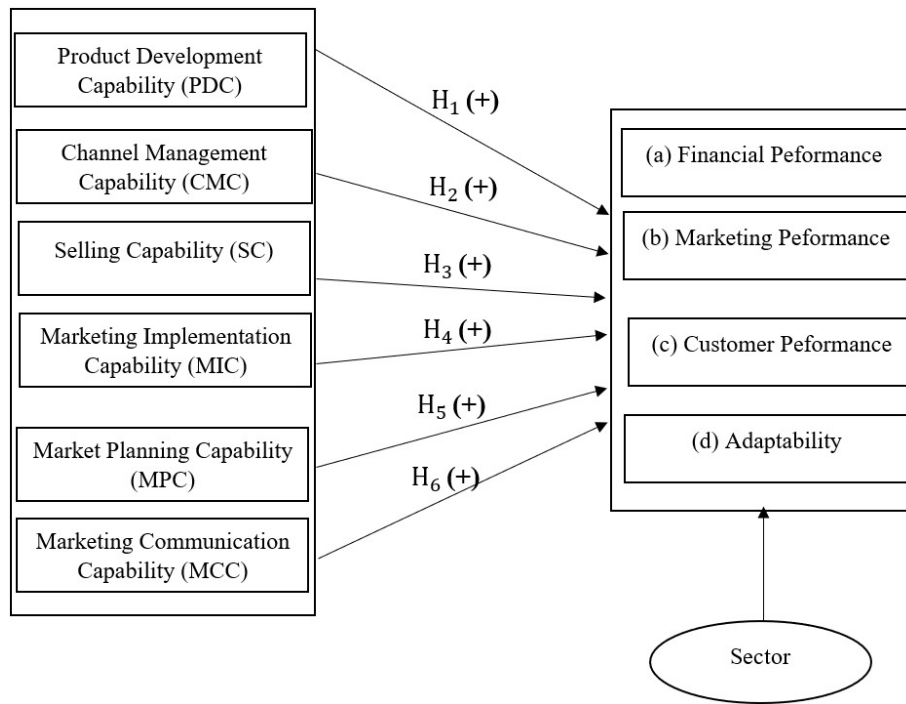 Product Development
Capability (PDC)
Channel Management
Capability (CMC)
Selling Capability (SC)
Marketing Implementation
Capability (MIC)
Market Planning Capability
(MPC)
Marketing Communication
Capability (MCC)
H₁ (+)
H₂ (+)
H₃ (+)
H₄ (+)
H₅ (+)
H₆ (+)
(a) Financial Peformance
(b) Marketing Peformance
(c) Customer Peformance
(d) Adaptability
Sector